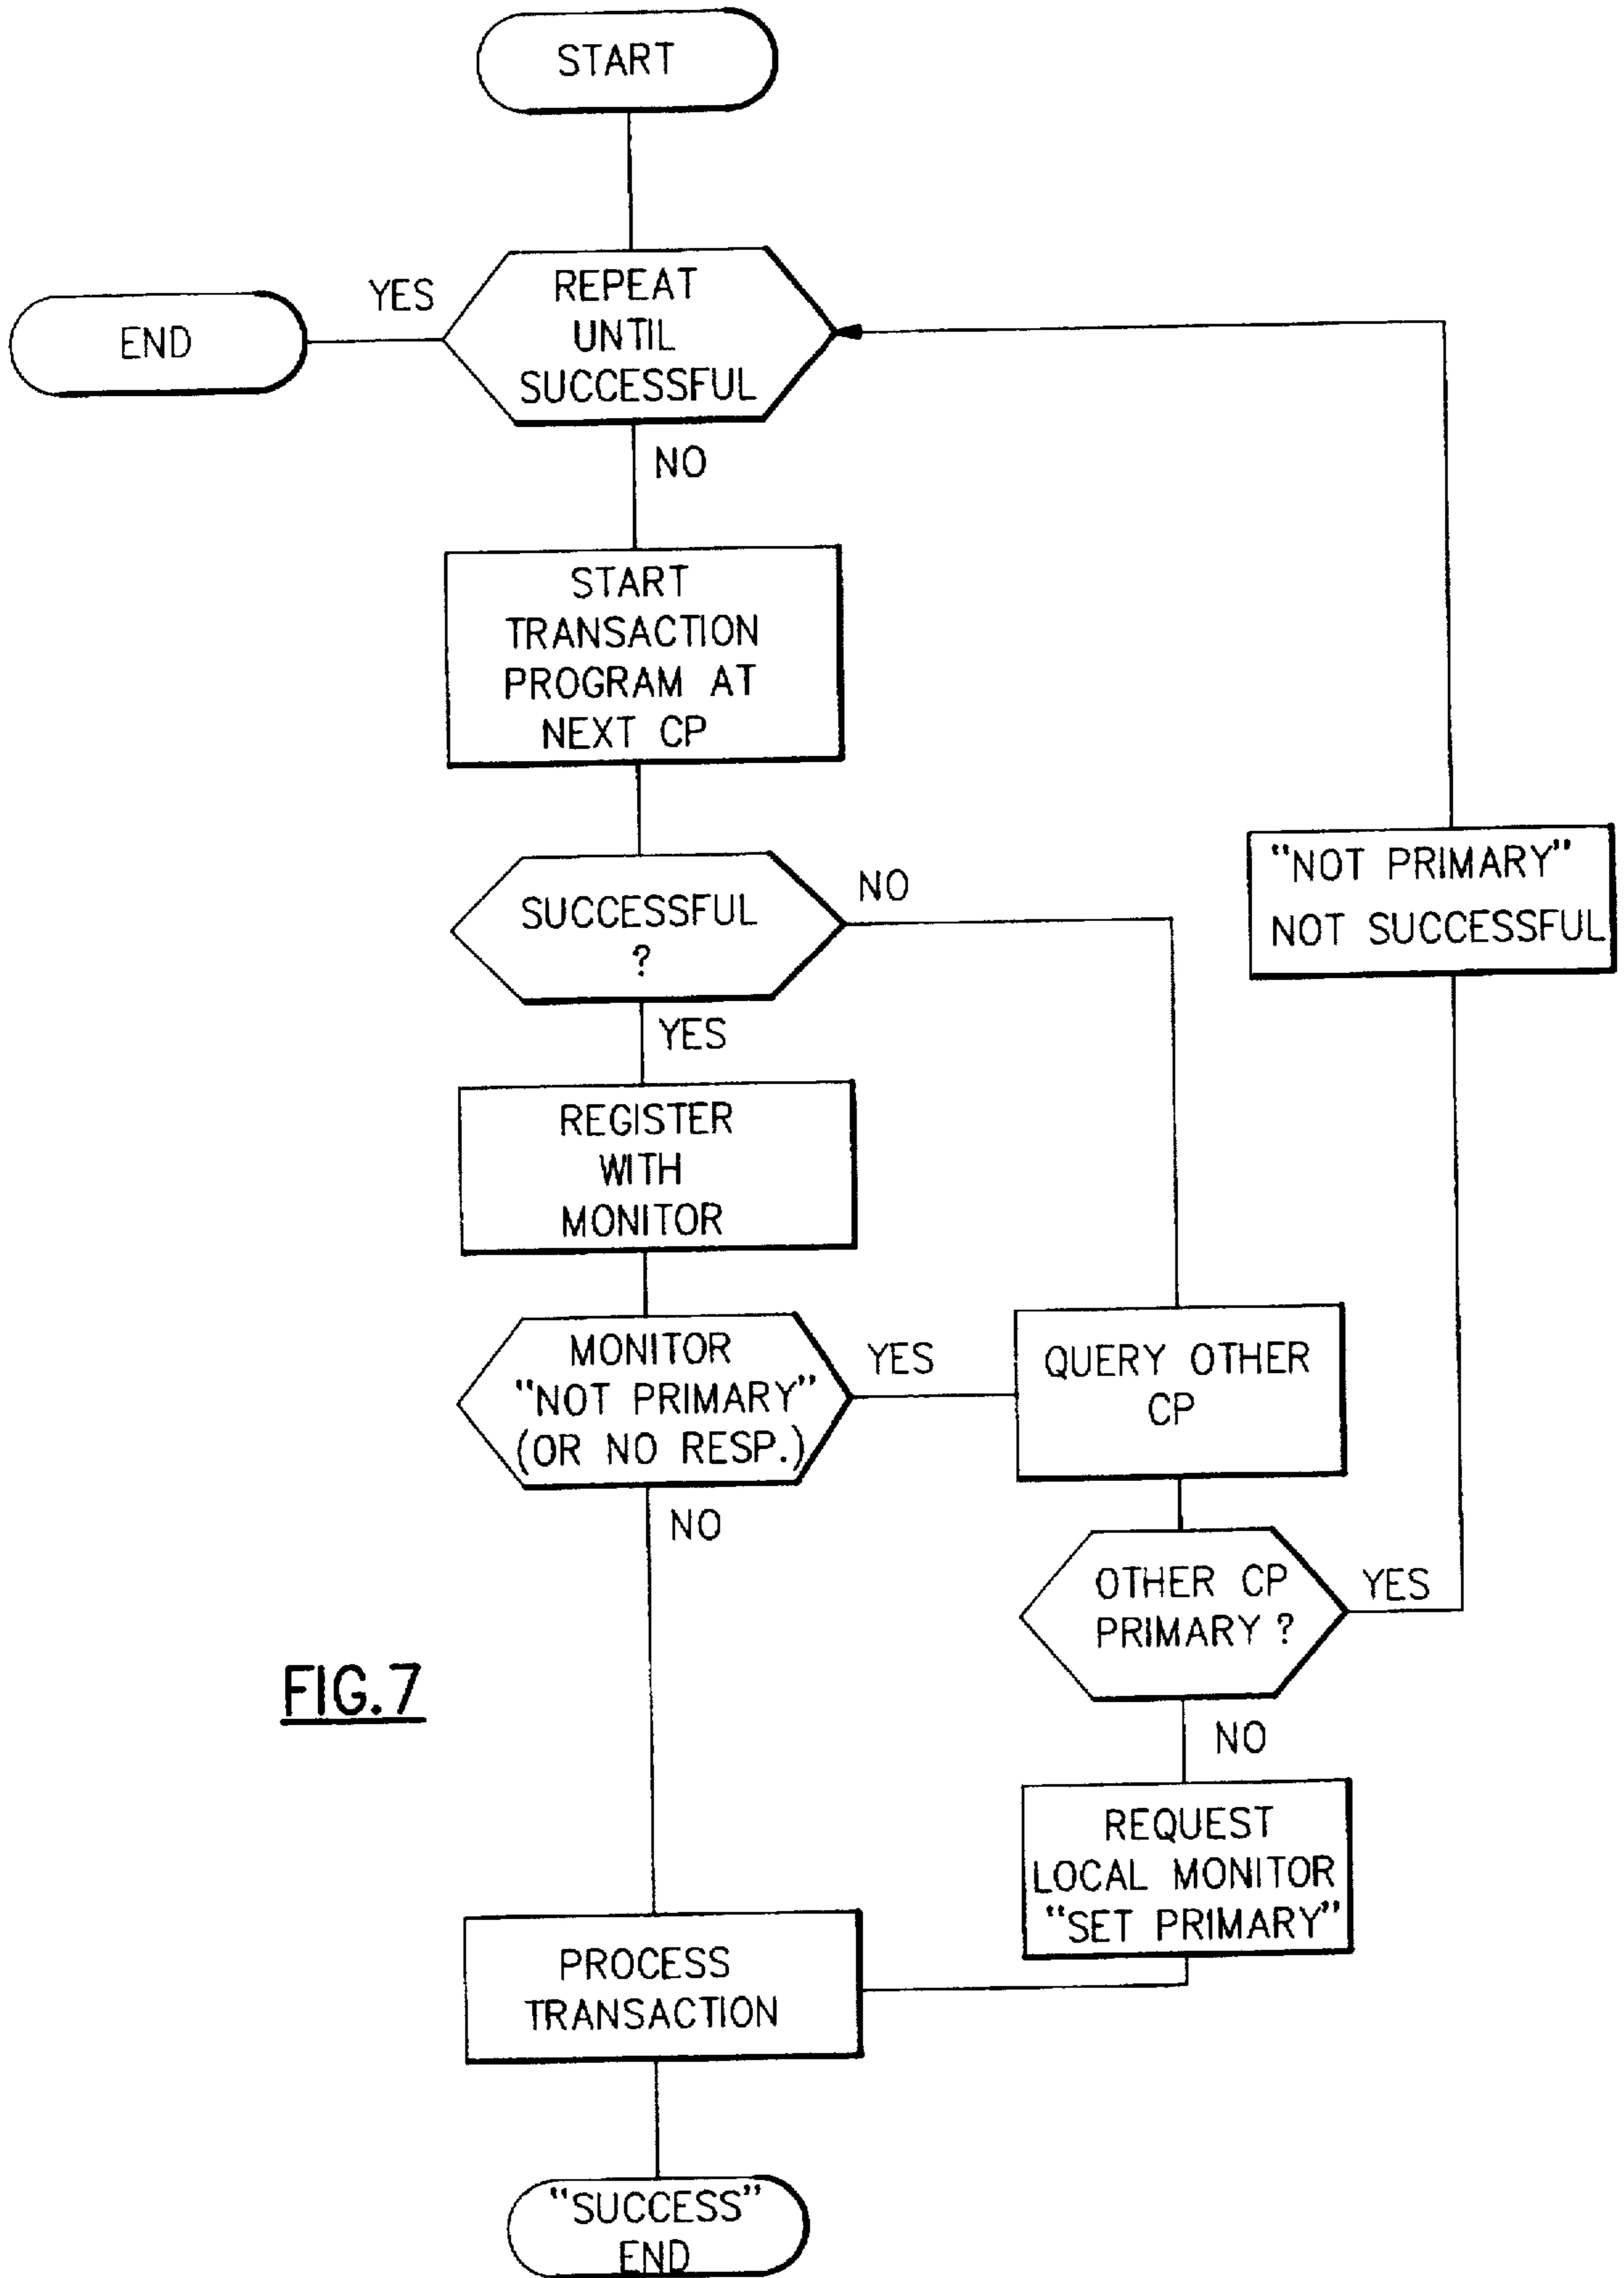 START
REPEAT
UNTIL
SUCCESSFUL
YES
END
NO
START
TRANSACTION
PROGRAM AT
NEXT CP
SUCCESSFUL
?
NO
"NOT PRIMARY"
NOT SUCCESSFUL
YES
REGISTER
WITH
MONITOR
MONITOR
"NOT PRIMARY"
(OR NO RESP.)
YES
QUERY OTHER
CP
NO
OTHER CP
PRIMARY ?
YES
NO
REQUEST
LOCAL MONITOR
"SET PRIMARY"
PROCESS
TRANSACTION
"SUCCESS"
END
FIG.7